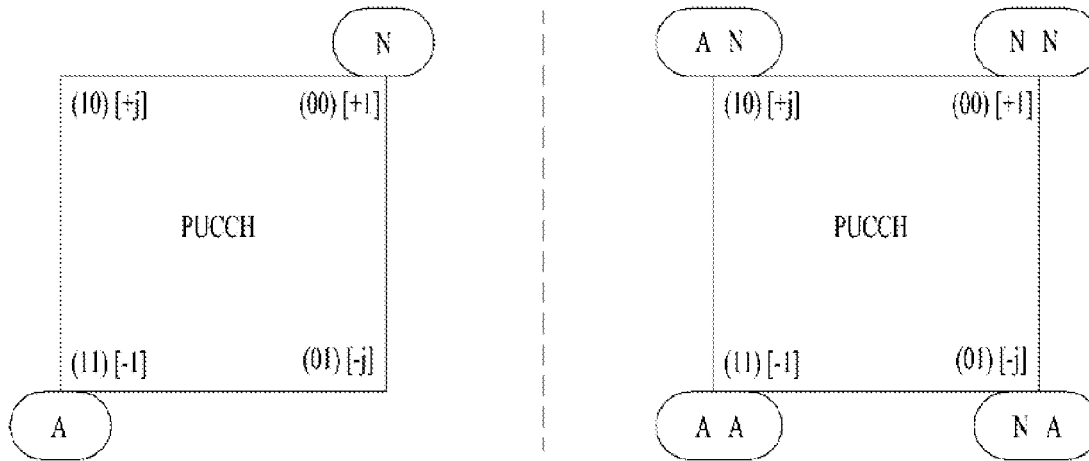 N
(10) [+j] (00) [+1]
PUCCH
(11) [-1] (01) [-j]
A
A N N N
(10) [+j] (00) [+1]
PUCCH
(11) [-1] (01) [-j]
A A N A